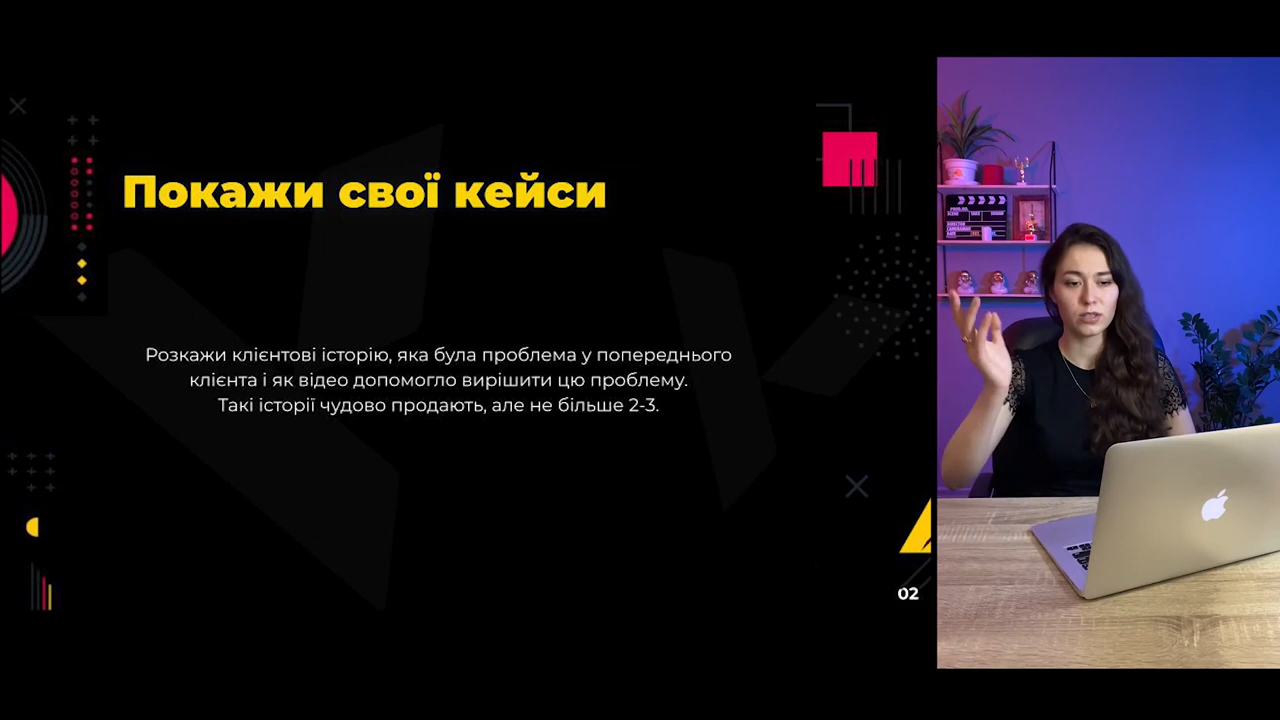 Покажи свої кейси
Розкажи клієнтові історію, яка була проблема у попереднього
клієнта і як відео допомогло вирішити цю проблему.
Такі історії чудово продають, але не більше 2-3.
02